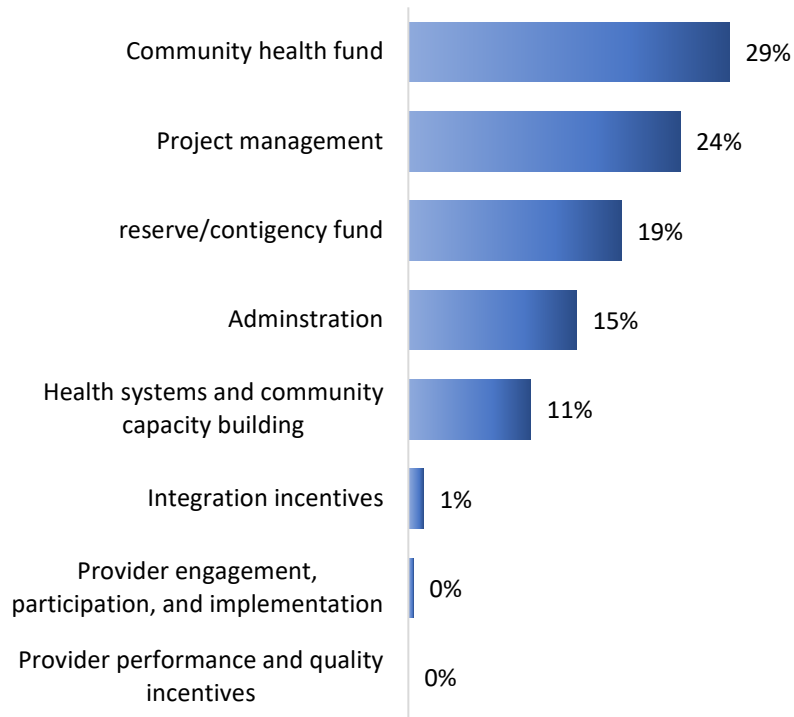 Community health fund
29%
Project management
24%
reserve/contigency fund
19%
Adminstration
15%
Health systems and community
capacity building
11%
Integration incentives
1%
Provider engagement,
participation, and implementation
0%
Provider performance and quality
incentives
0%